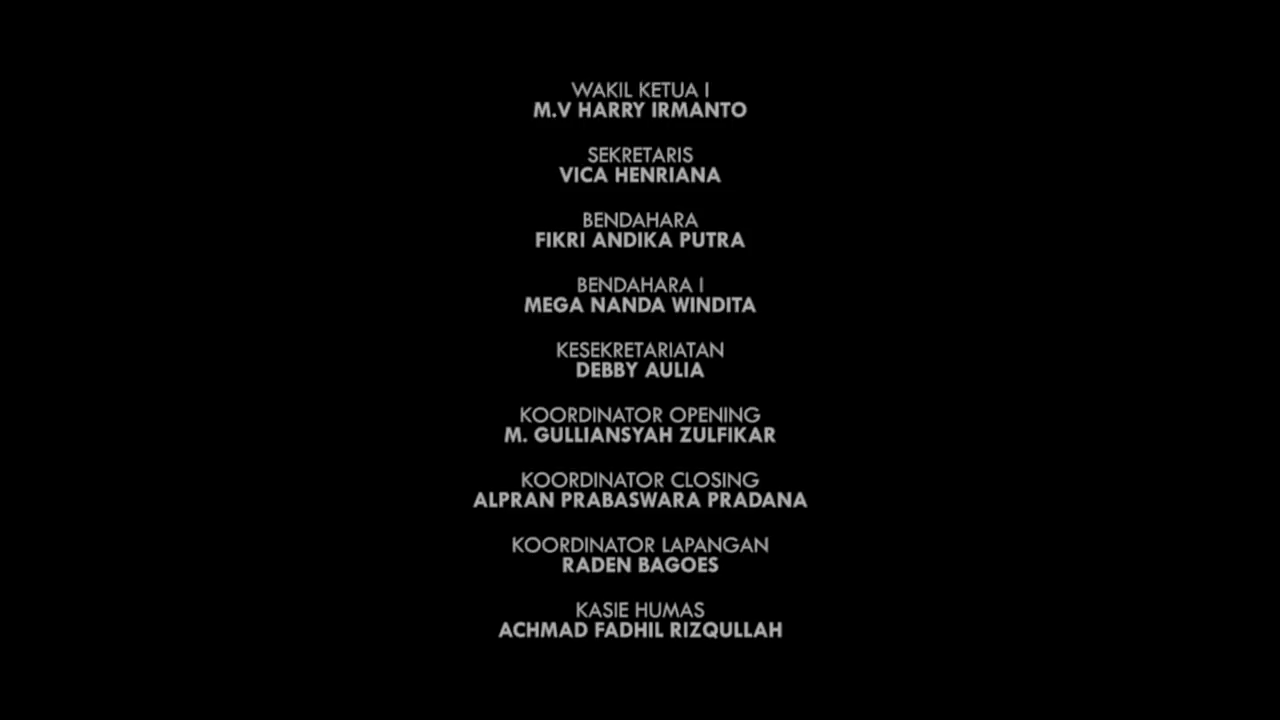 WAKIL KETUA I
M.V HARRY IRMANTO
SEKRETARIS
VICA HENRIANA
BENDAHARA
FIKRI ANDIKA PUTRA
BENDAHARA I
MEGA NANDA WINDITA
KESEKRETARIATAN
DEBBY AULIA
KOORDINATOR OPENING
M. GULLIANSYAH ZULFIKAR
KOORDINATOR CLOSING
ALPRAN PRABASWARA PRADANA
KOORDINATOR LAPANGAN
RADEN BAGOES
KASIE HUMAS
ACHMAD FADHIL RIZQULLAH